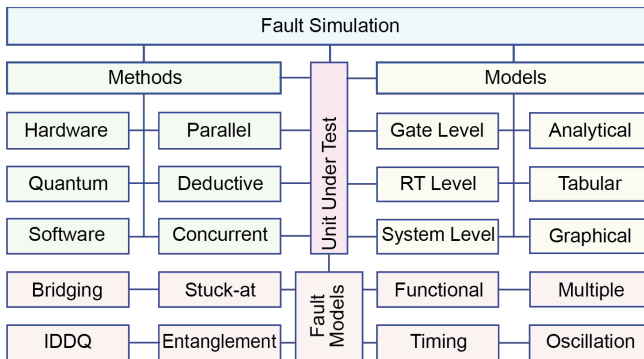 Fault Simulation
Methods
Models
Hardware
Parallel
Unit Under Test
Gate Level
Analytical
Quantum
Deductive
RT Level
Tabular
Software
Concurrent
System Level
Graphical
Bridging
Stuck-at
Fault
Models
Functional
Multiple
IDDQ
Entanglement
Timing
Oscillation